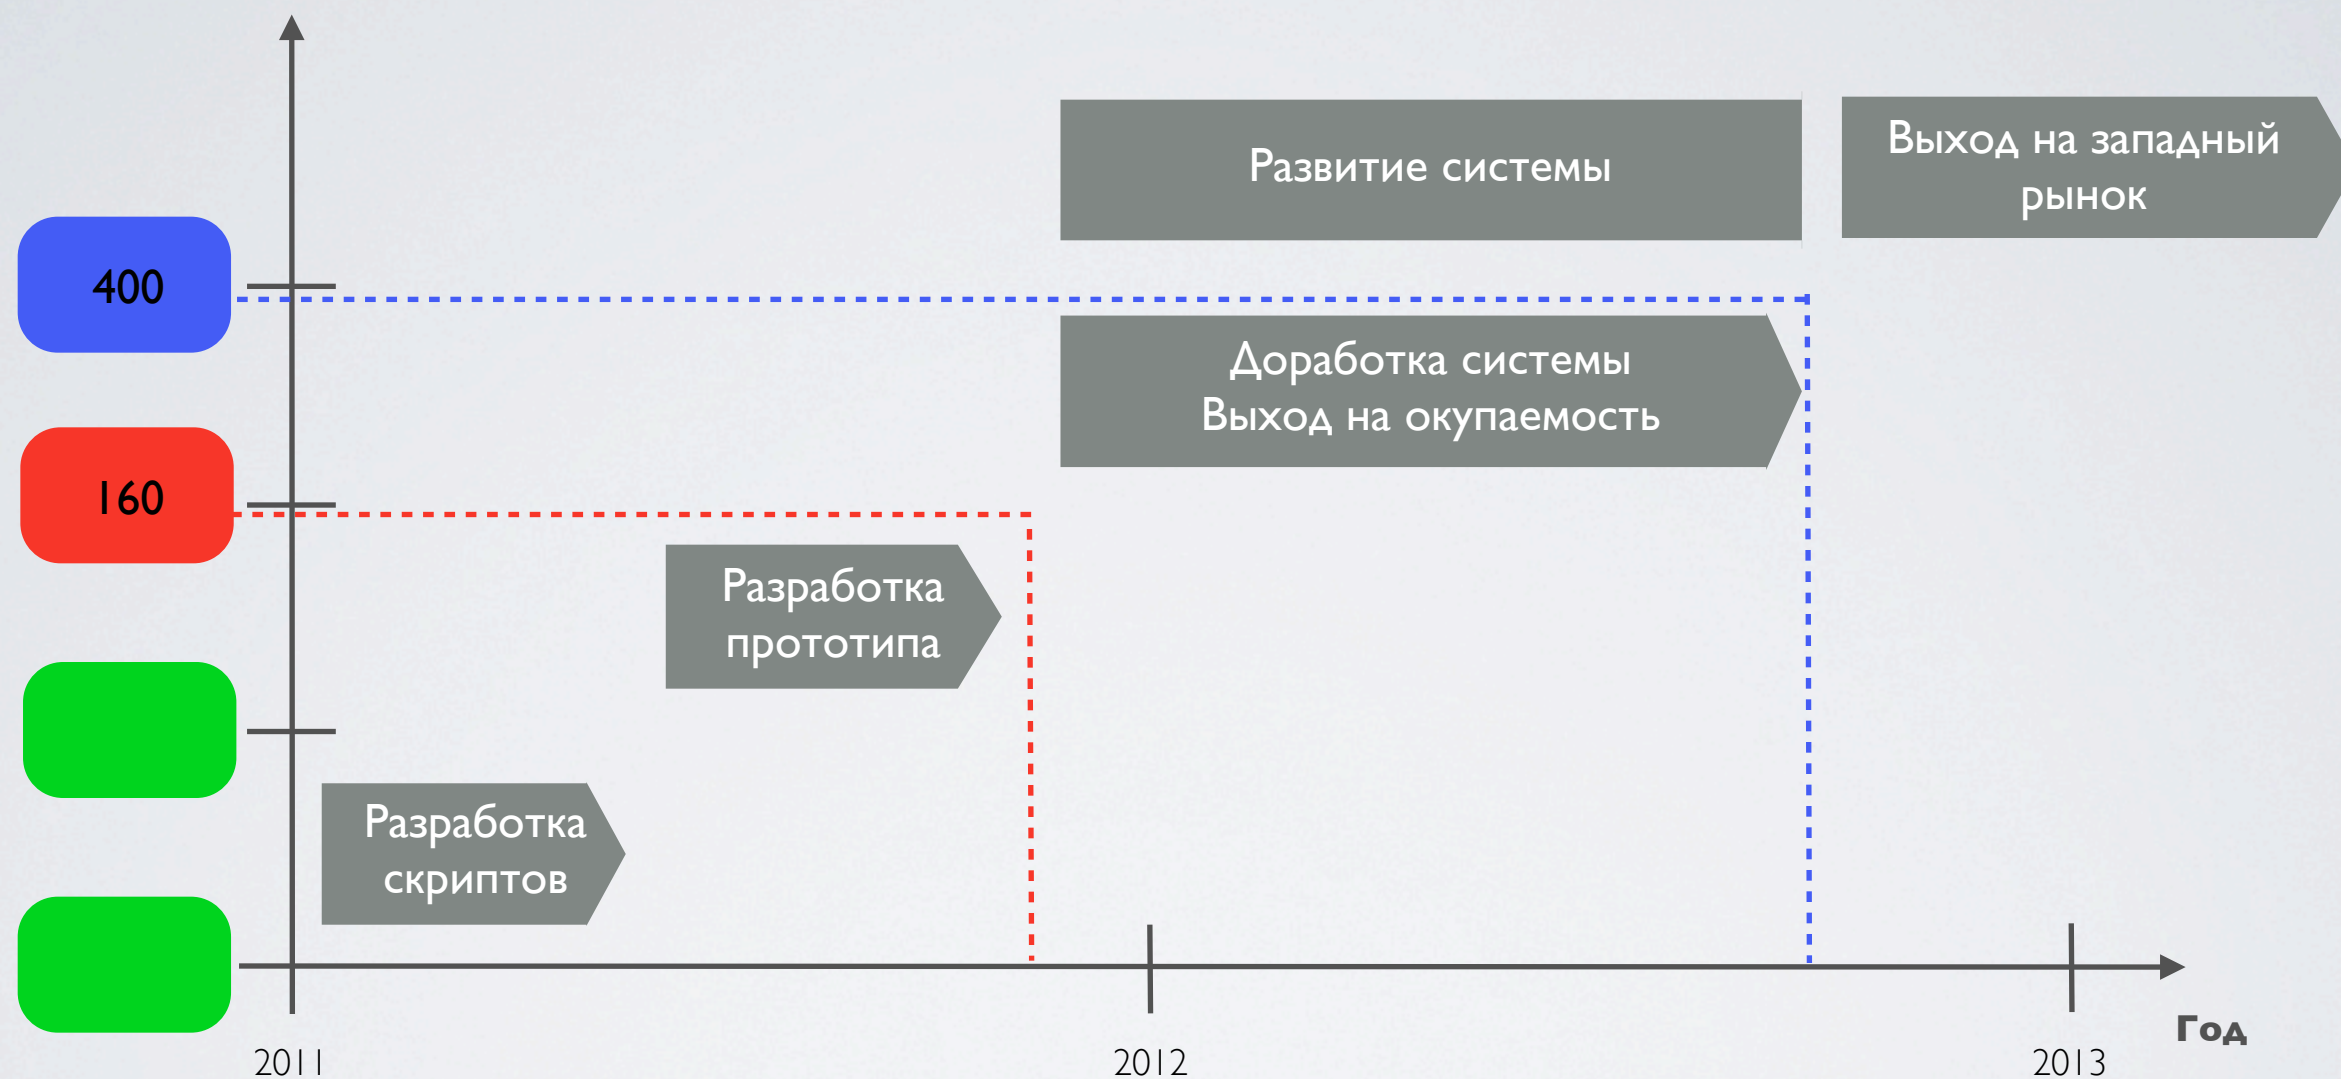 Развитие системы
Выход на западный
рынок
400
Доработка системы
Выход на окупаемость
160
Разработка
прототипа
Разработка
скриптов
Год
2011
2012
2013